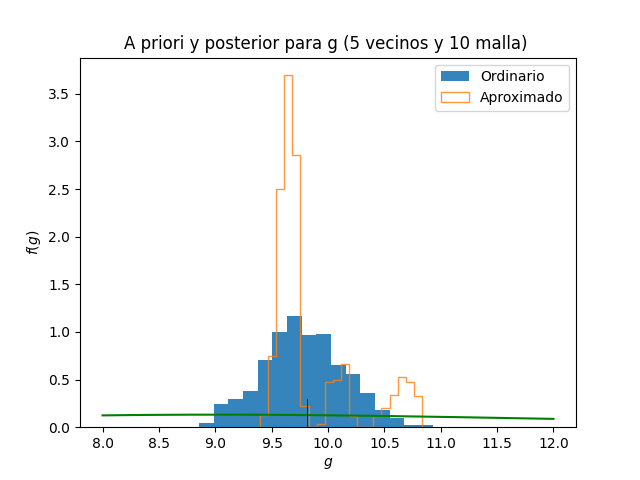 A priori y posterior para g (5 vecinos y 10 malla)
Ordinario
Aproximado
f(g)
3.5
3.0
2.5
2.0
1.5
1.0
0.5
0.0
8.0 8.5 9.0 9.5 10.0 10.5 11.0 11.5 12.0
g